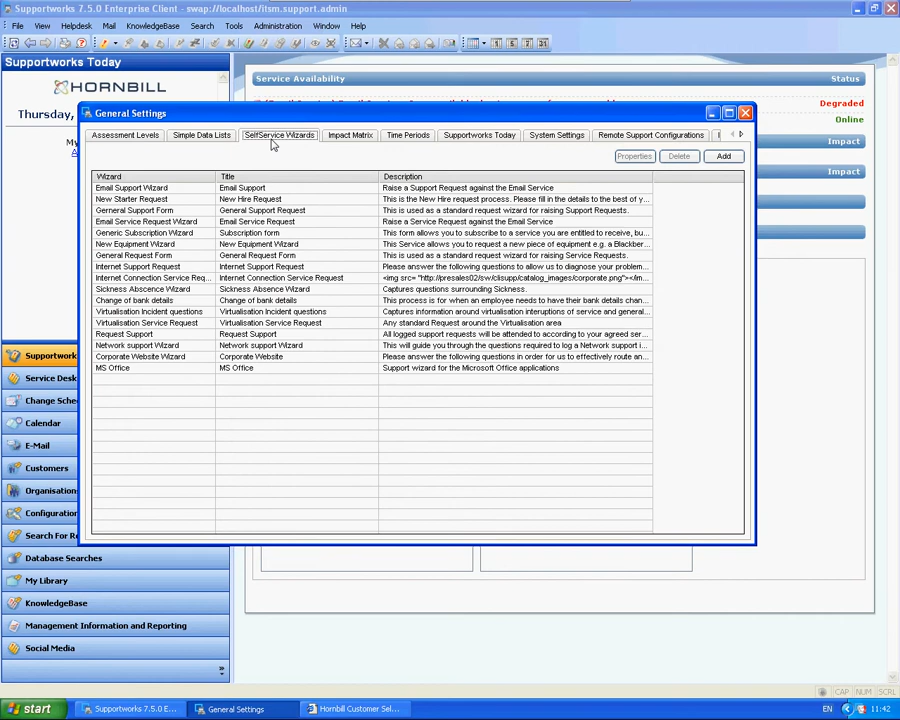 Supportworks 7.5.0 Enterprise Client - swap://localhost/itsm.support.admin
File View Helpdesk Mail KnowledgeBase Search Tools Administration Window Help
Supportworks Today
HORNBILL
Thursday,
My
A
Service Availability Status
Degraded
Online
Impact
Impact
General Settings
Assessment Levels Simple Data Lists SelfService Wizards Impact Matrix Time Periods Supportworks Today System Settings Remote Support Configurations
Properties Delete Add
Wizard Title Description
Email Support Wizard Email Support Raise a Support Request against the Email Service
New Starter Request New Hire Request This is the New Hire request process. Please fill in the details to the best of y...
Gernerall Support Form General Support Request This is used as a standard request wizard for raising Support Requests.
Email Service Request Wizard Email Service Request Raise a Service Request against the Email Service
Generic Subscription Wizard Subscription form This form allows you to subscribe to a service you are entitled to receive, bu...
New Equipment Wizard New Equipment Wizard This Service allows you to request a new piece of equipment e.g. a Blackber...
General Request Form General Request Form This is used as a standard request wizard for raising Service Requests.
Internet Support Request Internet Support Request Please answer the following questions to allow us to diagnose your problem...
Internet Connection Service Req... Internet Connection Service Request <img src= "http://presales02/sw/clisupp/catalog_images/corporate.png"></im...
Sickness Abscence Wizard Sickness Absence Wizard Captures questions surrounding Sickness.
Change of bank details Change of bank details This process is for when an employee needs to have their bank details chan...
Virtualisation Incident questions Virtualisation Incident questions Captures information around virtualisation interuptions of service and general...
Virtualisation Service Request Virtualisation Service Request Any standard Request around the Virtualisation area
Request Support Request Support All logged support requests will be attended to according to your agreed ser...
Network support Wizard Network support Wizard This will guide you through the questions required to log a Network support i...
Corporate Website Wizard Corporate Website Please answer the following questions in order for us to effectively route an...
MS Office MS Office Support wizard for the Microsoft Office applications
Supportwork
Service Desk
Change Sche
Calendar
E-Mail
Customers
Organisations
Configuration
Search For Re
Database Searches
My Library
KnowledgeBase
Management Information and Reporting
Social Media
CAP NUM SCRL
start Supportworks 7.5.0 E... General Settings Hornbill Customer Sel... EN 11:42